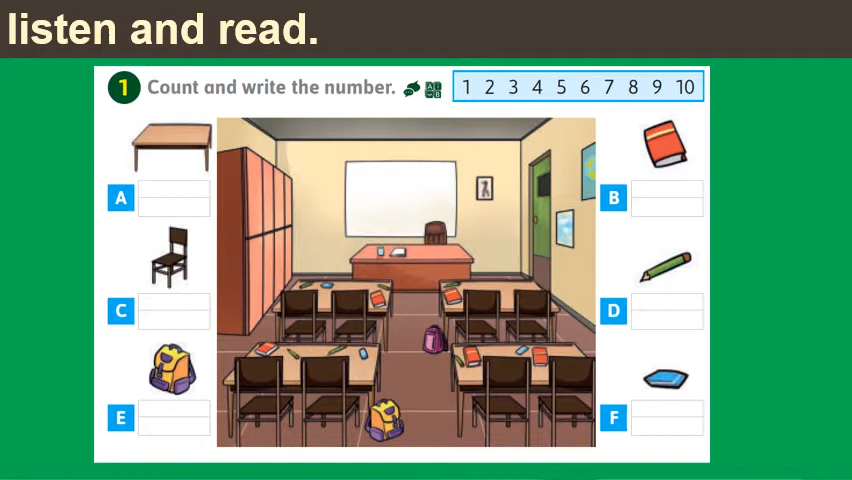 listen and read.
1 Count and write the number.
1 2 3 4 5 6 7 8 9 10
A
B
C
D
E
F